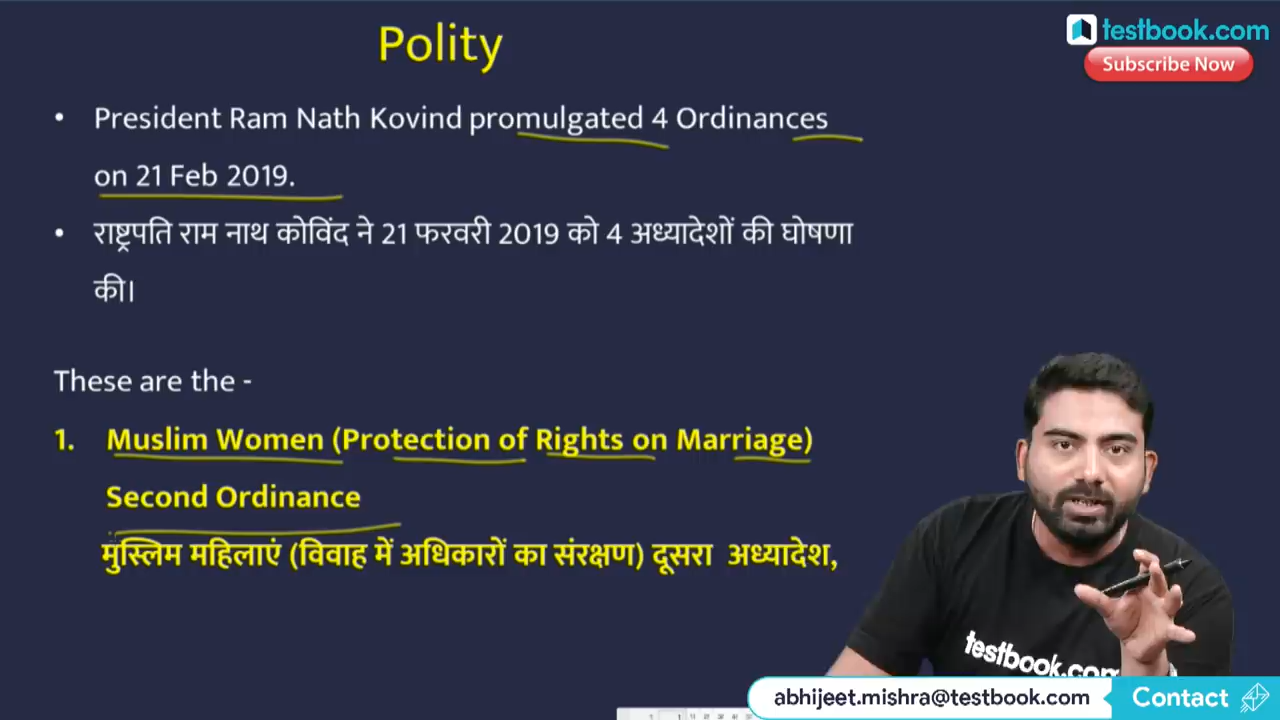 Polity
testbook.com
Subscribe Now
• President Ram Nath Kovind promulgated 4 Ordinances
on 21 Feb 2019.
• राष्ट्रपति राम नाथ कोविंद ने 21 फरवरी 2019 को 4 अध्यादेशों की घोषणा
की।
These are the -
1. Muslim Women (Protection of Rights on Marriage)
Second Ordinance
मुस्लिम महिलाएं (विवाह में अधिकारों का संरक्षण) दूसरा अध्यादेश,
testbook.com
abhijeet.mishra@testbook.com
Contact